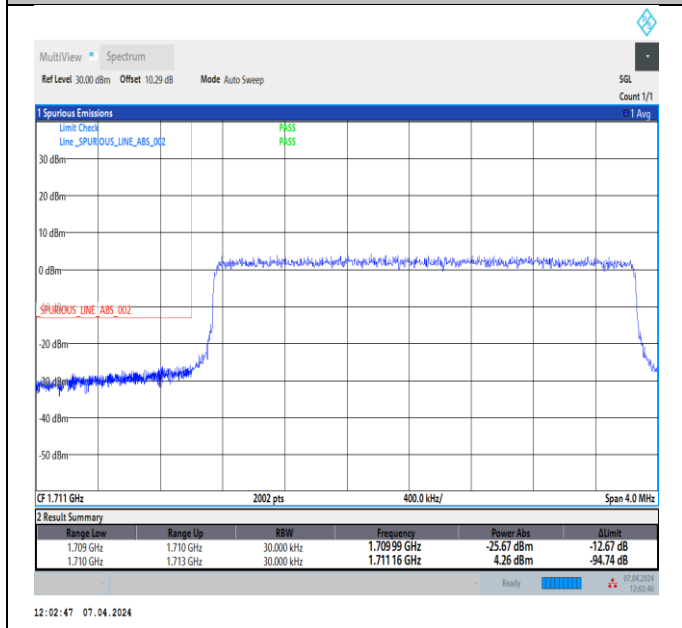 MultiView Spectrum
Ref Level 30.00 dBm Offset 10.29 dB Mode Auto Sweep SGL
Count 1/1
1 Spurious Emissions 1 Avg
Limit Check PASS
Line _SPURIOUS_LINE_ABS_002 PASS
30 dBm
20 dBm
10 dBm
0 dBm
_SPURIOUS_LINE_ABS_002
-20 dBm
-30 dBm
-40 dBm
-50 dBm
CF 1.711 GHz 2002 pts 400.0 kHz/ Span 4.0 MHz
2 Result Summary
Range Low Range Up RBW Frequency Power Abs ΔLimit
1.709 GHz 1.710 GHz 30.000 kHz 1.70999 GHz -25.67 dBm -12.67 dB
1.710 GHz 1.713 GHz 30.000 kHz 1.71116 GHz 4.26 dBm -94.74 dB
Ready 07.04.2024
12:02:46
12:02:47 07.04.2024